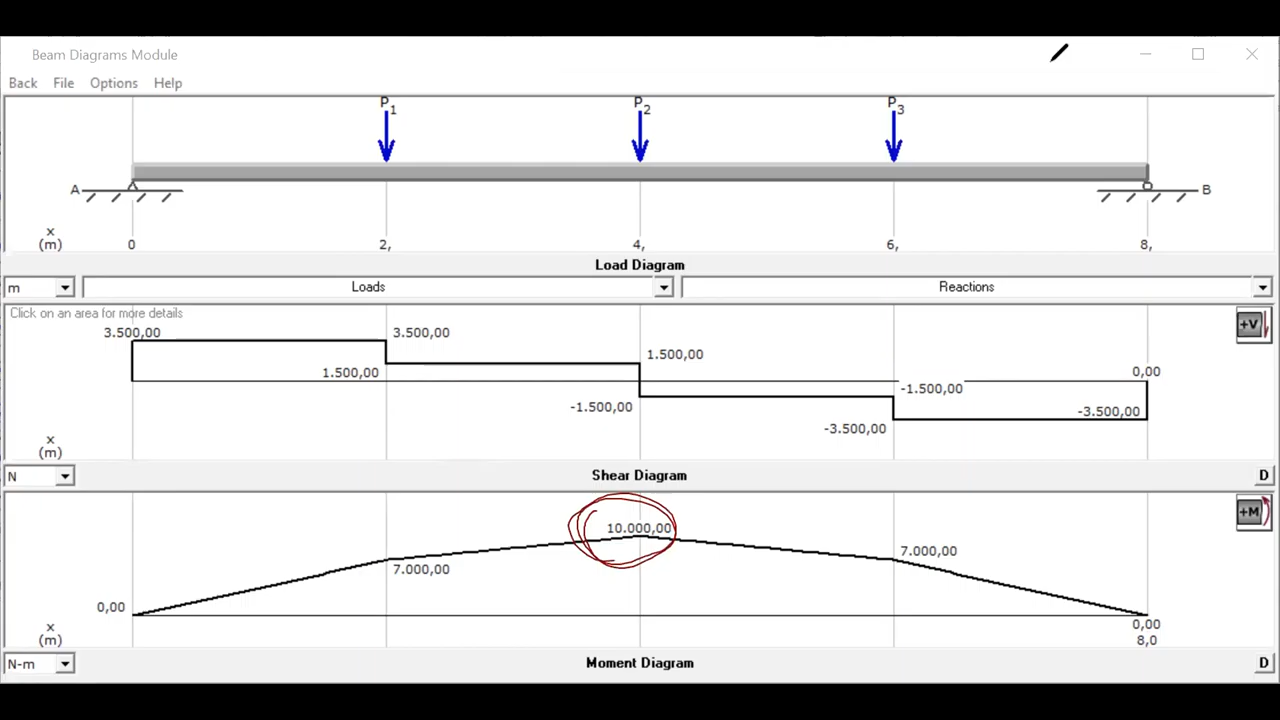 Beam Diagrams Module
Back File Options Help
P1 P2 P3
A B
x
(m) 0 2, 4, 6, 8,
Load Diagram
m Loads Reactions
Click on an area for more details
+V
3.500,00 3.500,00
1.500,00
1.500,00 0,00
-1.500,00
-1.500,00 -3.500,00
-3.500,00
x
(m)
N Shear Diagram D
+M
10.000,00
7.000,00
7.000,00
0,00
0,00
x
(m) 8,0
N-m Moment Diagram D